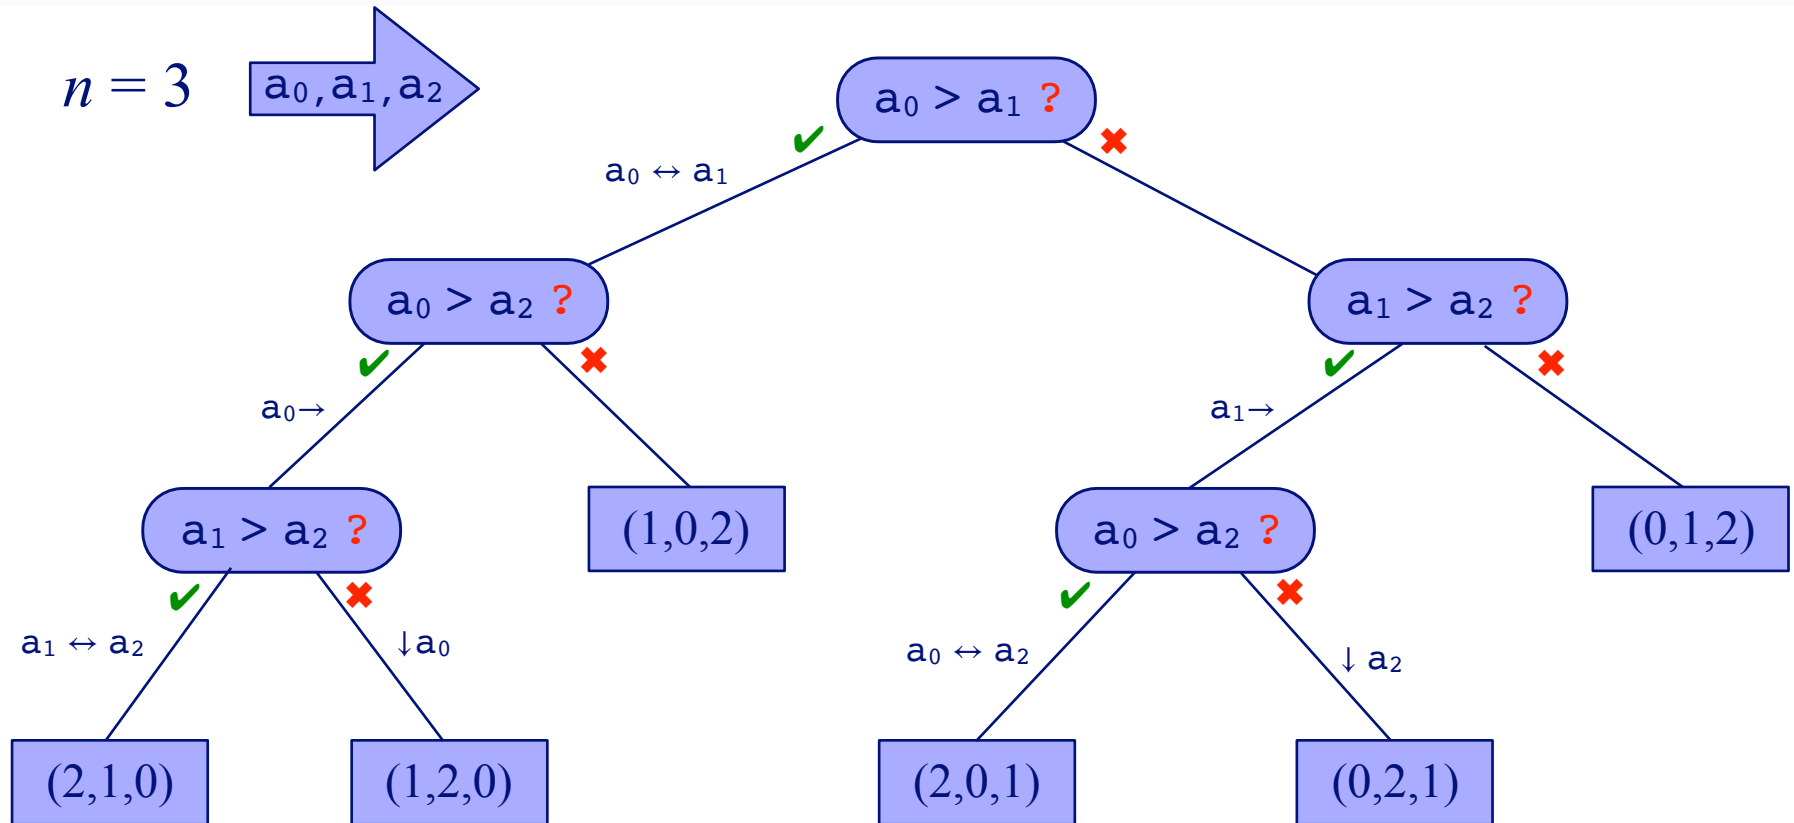 n = 3
a₀,a₁,a₂
a₀ > a₁ ?
✔
✖
a₀ ↔ a₁
a₀ > a₂ ?
a₁ > a₂ ?
✔
✖
✔
✖
a₀→
a₁→
a₁ > a₂ ?
(1,0,2)
a₀ > a₂ ?
(0,1,2)
✔
✖
✔
✖
a₁ ↔ a₂
↓a₀
a₀ ↔ a₂
↓ a₂
(2,1,0)
(1,2,0)
(2,0,1)
(0,2,1)